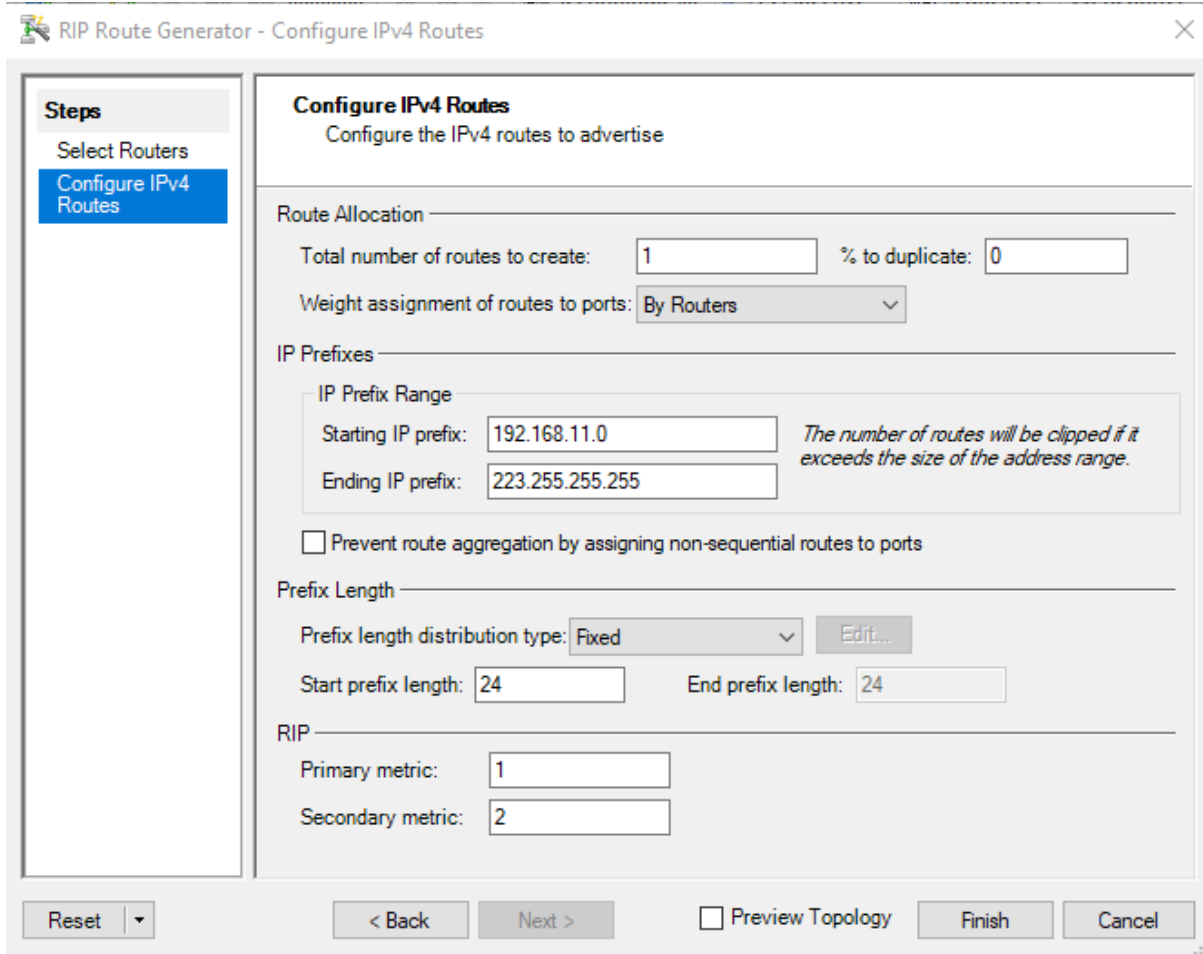 RIP Route Generator - Configure IPv4 Routes
Steps
Select Routers
Configure IPv4
Routes
Configure IPv4 Routes
Configure the IPv4 routes to advertise
Route Allocation
Total number of routes to create: 1 % to duplicate: 0
Weight assignment of routes to ports: By Routers
IP Prefixes
IP Prefix Range
Starting IP prefix: 192.168.11.0
Ending IP prefix: 223.255.255.255
The number of routes will be clipped if it
exceeds the size of the address range.
Prevent route aggregation by assigning non-sequential routes to ports
Prefix Length
Prefix length distribution type: Fixed Edit...
Start prefix length: 24 End prefix length: 24
RIP
Primary metric: 1
Secondary metric: 2
Reset < Back Next > Preview Topology Finish Cancel